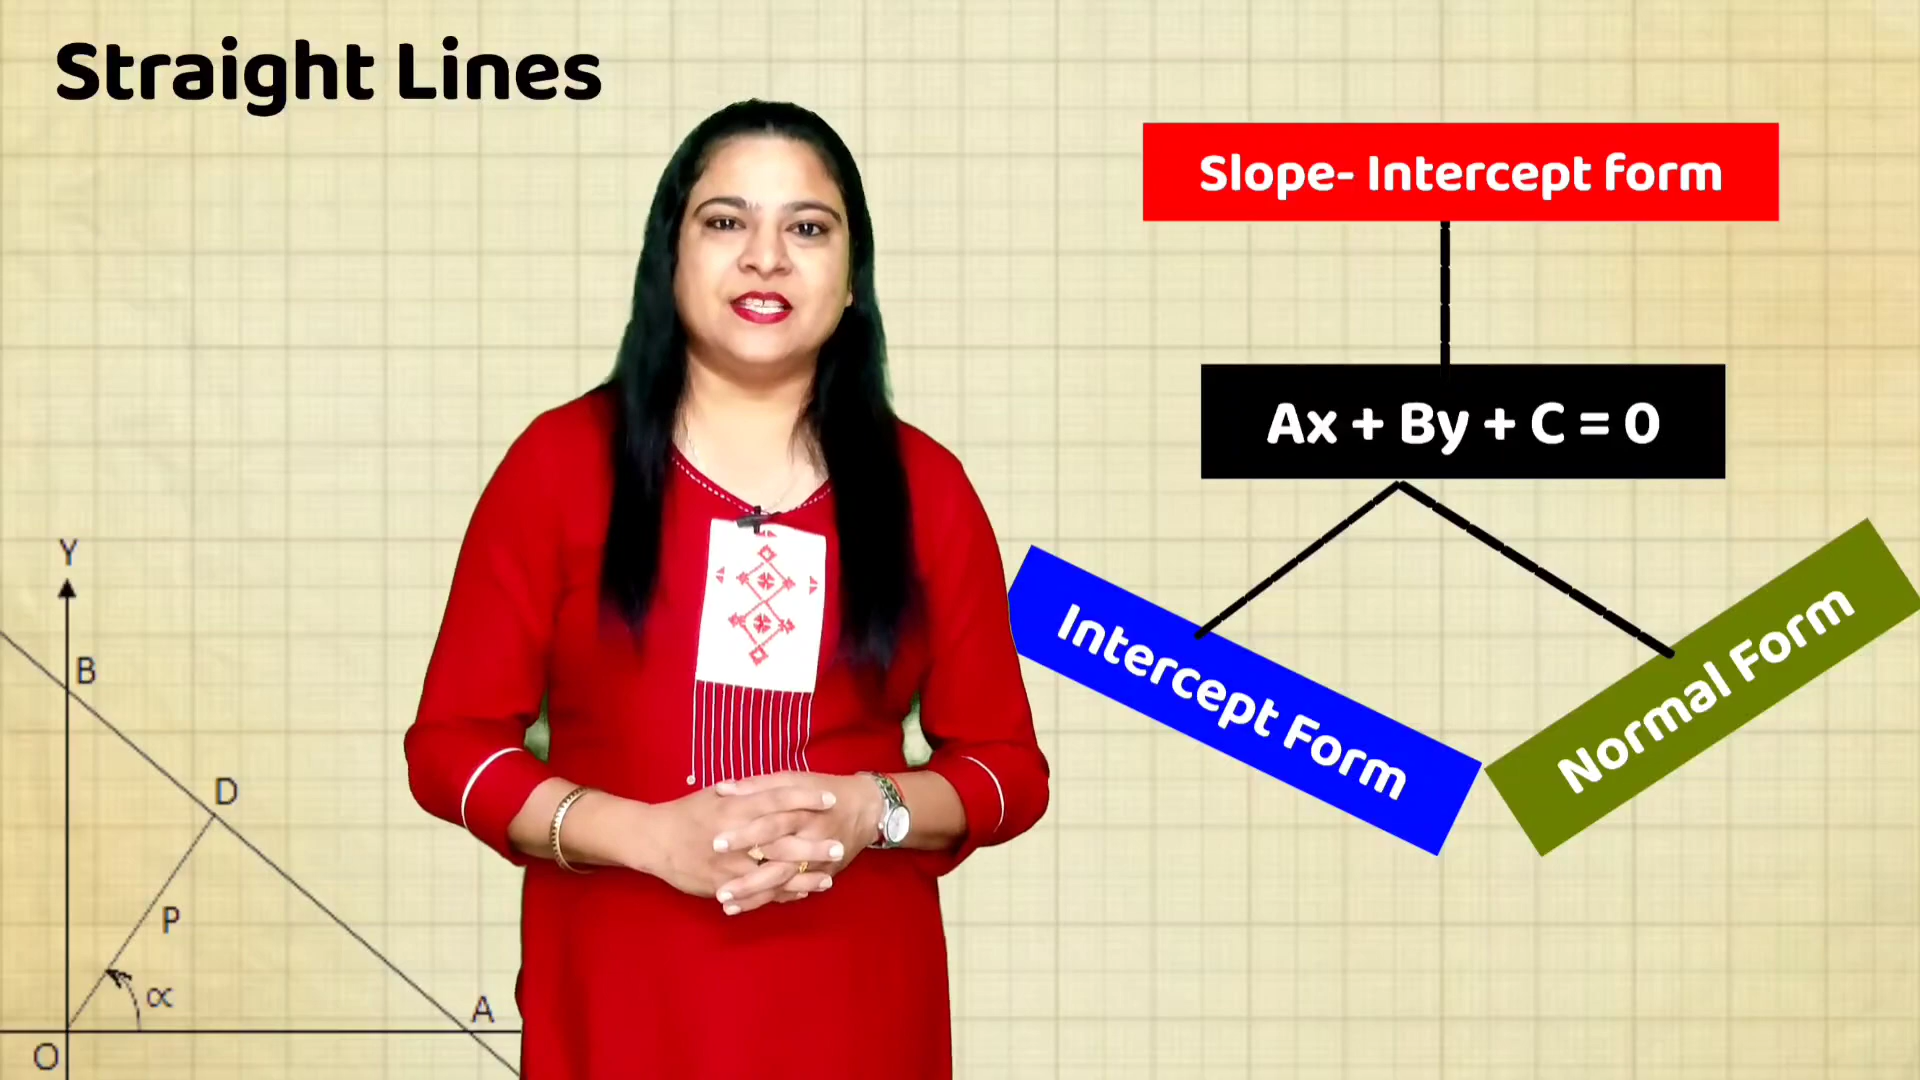 Straight Lines
Slope- Intercept form
Ax + By + C = 0
Intercept Form
Normal Form
Y
B
D
P
∝
A
O